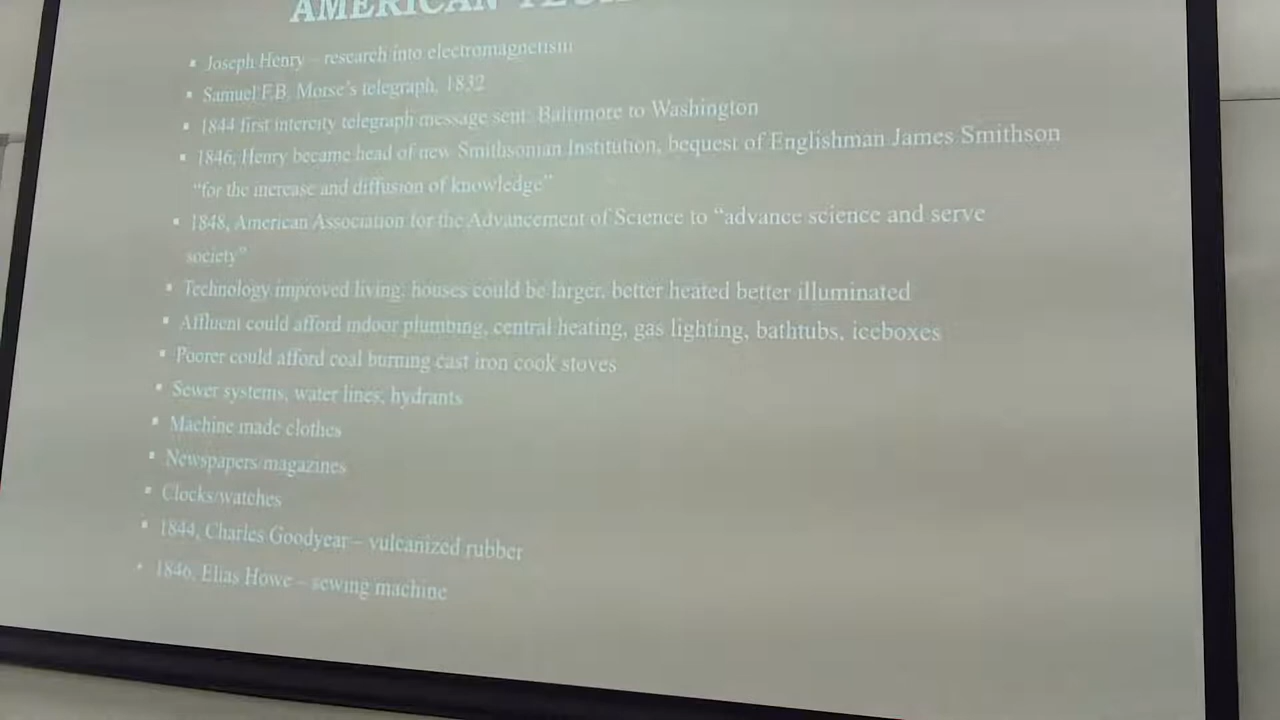 AMERICAN
▪ Joseph Henry – research into electromagnetism
▪ Samuel F.B. Morse's telegraph, 1832
▪ 1844 first intercity telegraph message sent: Baltimore to Washington
▪ 1846, Henry became head of new Smithsonian Institution, bequest of Englishman James Smithson
"for the increase and diffusion of knowledge"
▪ 1848, American Association for the Advancement of Science to "advance science and serve
society"
▪ Technology improved living: houses could be larger, better heated better illuminated
▪ Affluent could afford indoor plumbing, central heating, gas lighting, bathtubs, iceboxes
▪ Poorer could afford coal burning cast iron cook stoves
▪ Sewer systems, water lines, hydrants
▪ Machine made clothes
▪ Newspapers/magazines
▪ Clocks/watches
▪ 1844, Charles Goodyear – vulcanized rubber
▪ 1846, Elias Howe – sewing machine